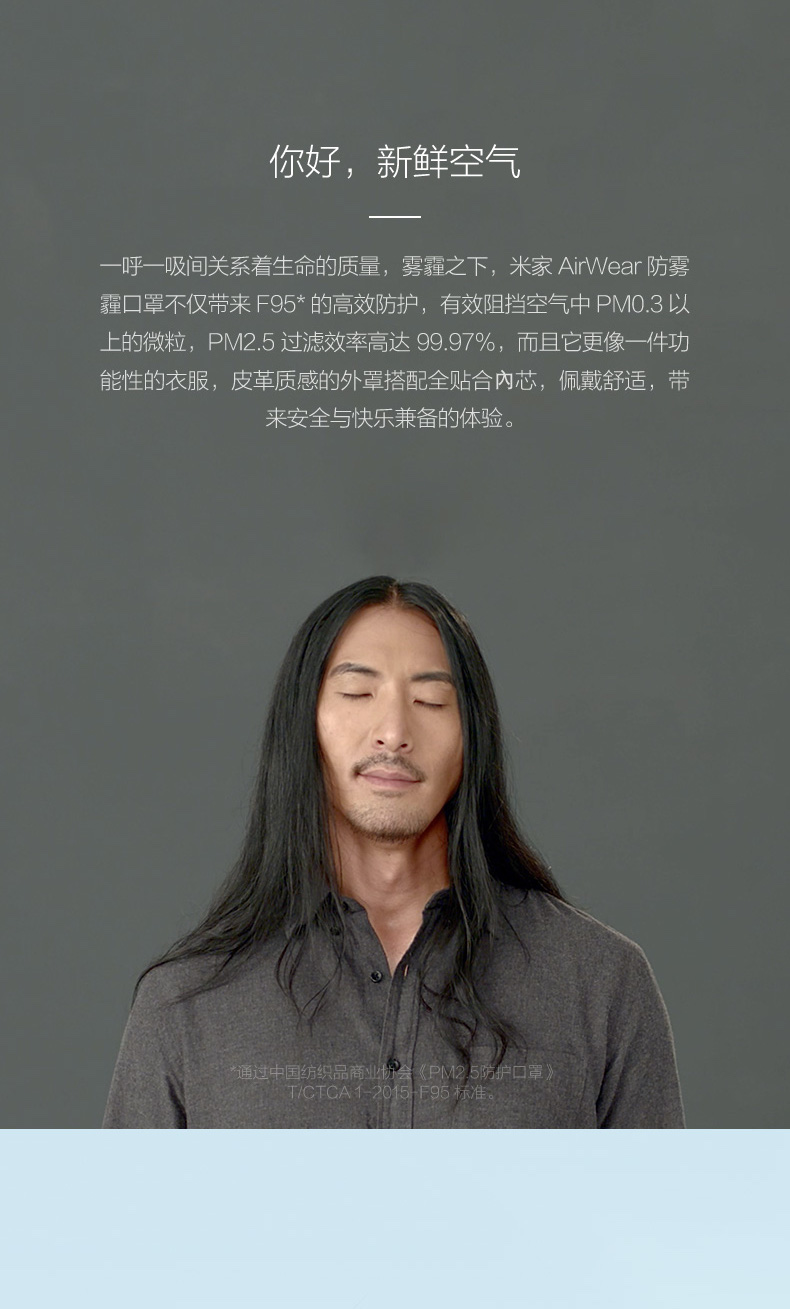 你好，新鲜空气
一呼一吸间关系着生命的质量，雾霾之下，米家 AirWear 防雾
霾口罩不仅带来 F95* 的高效防护，有效阻挡空气中 PM0.3 以
上的微粒，PM2.5 过滤效率高达 99.97%，而且它更像一件功
能性的衣服，皮革质感的外罩搭配全贴合內芯，佩戴舒适，带
来安全与快乐兼备的体验。
*通过中国纺织品商业协会《PM2.5防护口罩》
T/CTCA 1-2015-F95 标准。